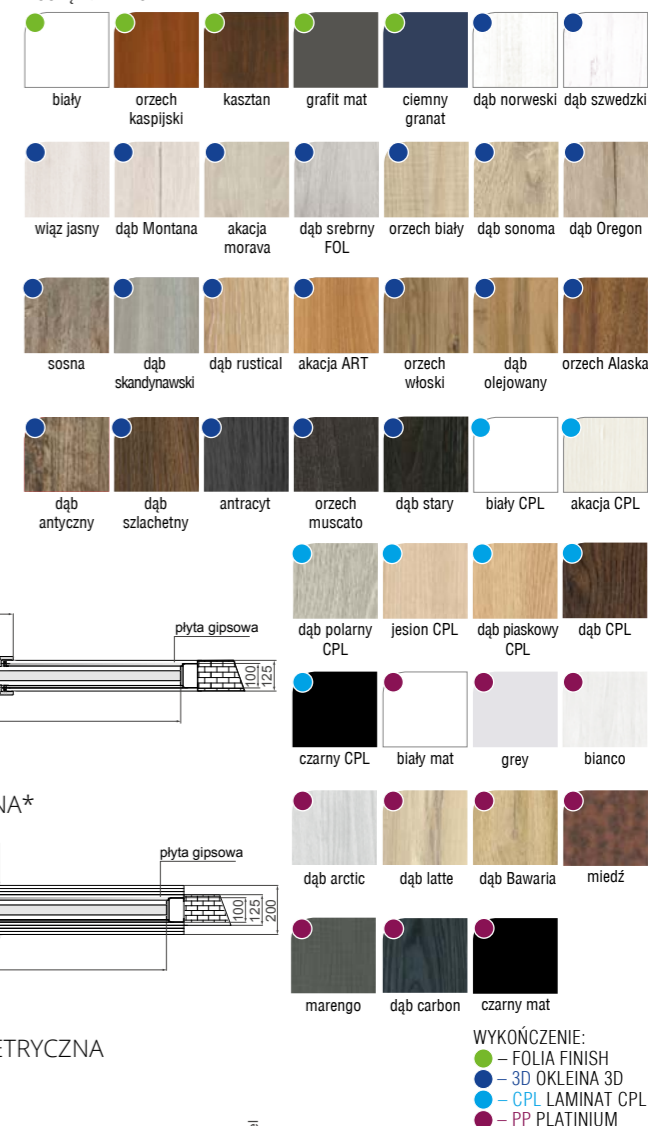 biały
orzech
kaspijski
kasztan
grafit mat
ciemny
granat
dąb norweski
dąb szwedzki
wiąz jasny
dąb Montana
akacja
morava
dąb srebrny
FOL
orzech biały
dąb sonoma
dąb Oregon
sosna
dąb
skandynawski
dąb rustical
akacja ART
orzech
włoski
dąb
olejowany
orzech Alaska
dąb
antyczny
dąb
szlachetny
antracyt
orzech
muscato
dąb stary
biały CPL
akacja CPL
dąb polarny
CPL
jesion CPL
dąb piaskowy
CPL
dąb CPL
płyta gipsowa
100
125
czarny CPL
biały mat
grey
bianco
NA*
dąb arctic
dąb latte
dąb Bawaria
miedź
płyta gipsowa
100
125
200
marengo
dąb carbon
czarny mat
ETRYCZNA
WYKOŃCZENIE:
– FOLIA FINISH
– 3D OKLEINA 3D
– CPL LAMINAT CPL
– PP PLATINIUM